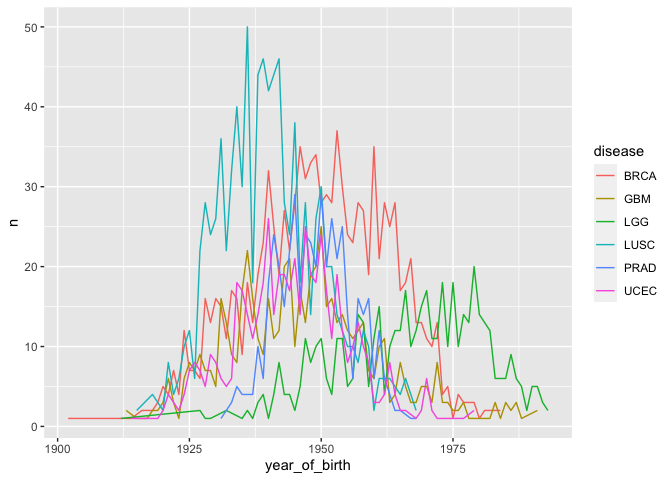 50
40
30
20
10
0
n
1900
1925
1950
1975
year_of_birth
disease
BRCA
GBM
LGG
LUSC
PRAD
UCEC